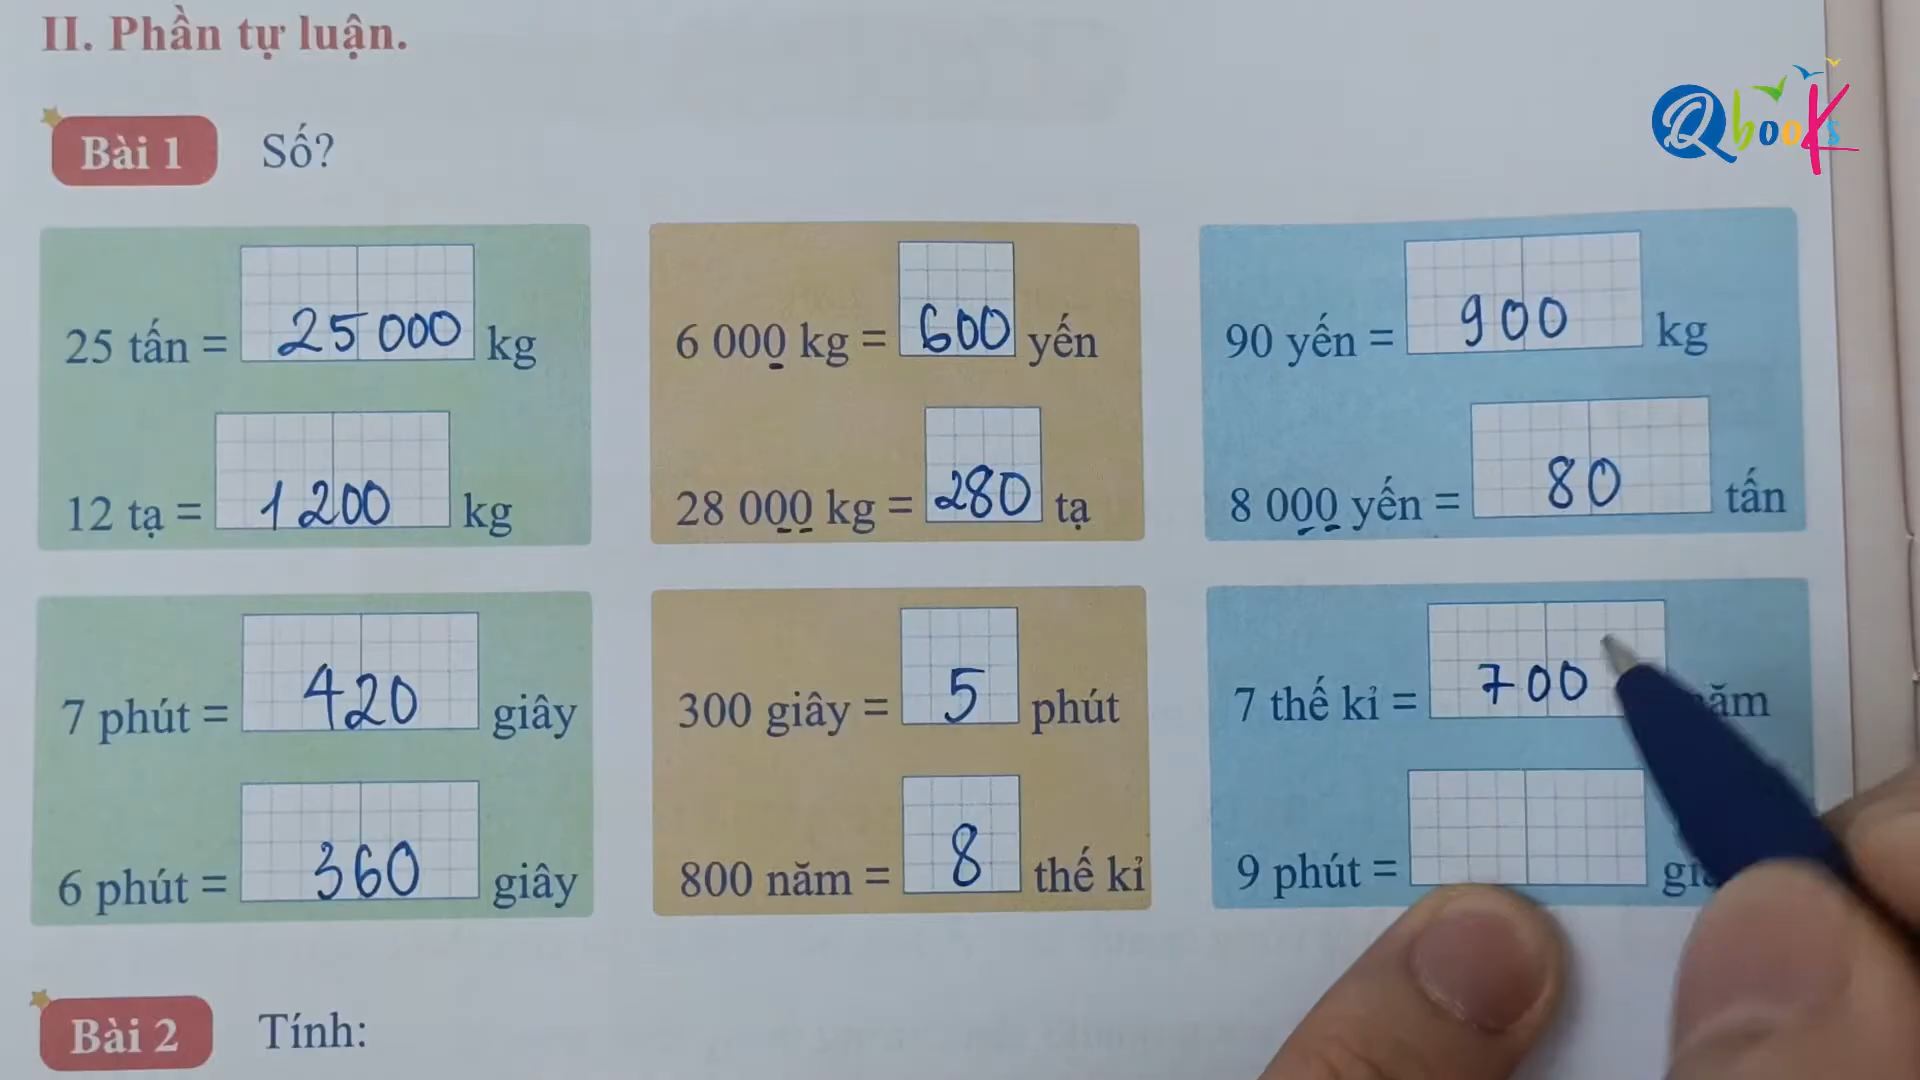 II. Phần tự luận.
Qbooks
Bài 1 Số?
25 tấn = 25 000 kg
12 tạ = 1 200 kg
6 000 kg = 600 yến
28 000 kg = 280 tạ
90 yến = 900 kg
8 000 yến = 80 tấn
7 phút = 420 giây
6 phút = 360 giây
300 giây = 5 phút
800 năm = 8 thế kỉ
7 thế kỉ = 700 năm
9 phút =
Bài 2 Tính: